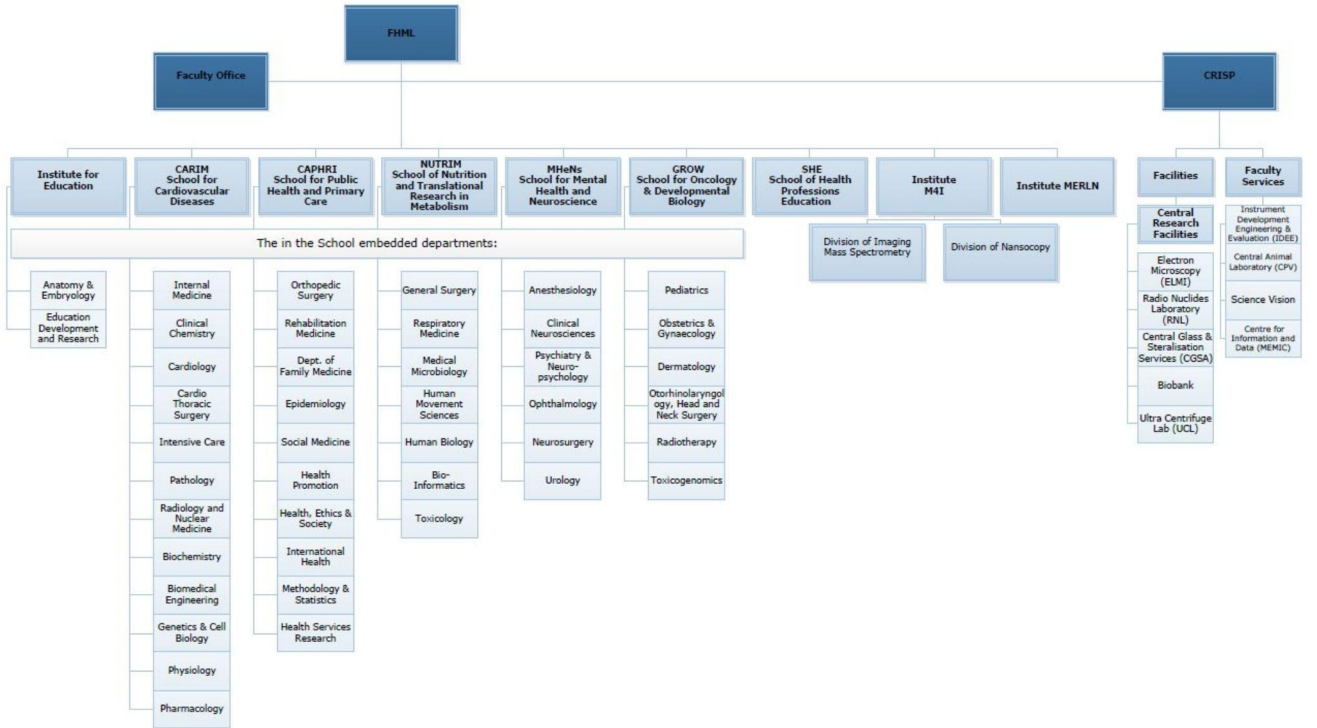 FHML
Faculty Office
CRISP
Institute for
Education
CARIM
School for
Cardiovascular
Diseases
CAPHRI
School for Public
Health and Primary
Care
NUTRIM
School of Nutrition
and Translational
Research in
Metabolism
MHeNs
School for Mental
Health and
Neuroscience
GROW
School for Oncology
& Developmental
Biology
SHE
School of Health
Professions
Education
Institute
M4I
Institute MERLN
Facilities
Faculty
Services
The in the School embedded departments:
Division of Imaging
Mass Spectrometry
Division of Nansocopy
Anatomy &
Embryology
Education
Development
and Research
Internal
Medicine
Clinical
Chemistry
Cardiology
Cardio
Thoracic
Surgery
Intensive Care
Pathology
Radiology and
Nuclear
Medicine
Biochemistry
Biomedical
Engineering
Genetics & Cell
Biology
Physiology
Pharmacology
Orthopedic
Surgery
Rehabilitation
Medicine
Dept. of
Family Medicine
Epidemiology
Social Medicine
Health
Promotion
Health, Ethics &
Society
International
Health
Methodology &
Statistics
Health Services
Research
General Surgery
Respiratory
Medicine
Medical
Microbiology
Human
Movement
Sciences
Human Biology
Bio-
Informatics
Toxicology
Anesthesiology
Clinical
Neurosciences
Psychiatry &
Neuro-
psychology
Ophthalmology
Neurosurgery
Urology
Pediatrics
Obstetrics &
Gynaecology
Dermatology
Otorhinolaryngol
ogy, Head and
Neck Surgery
Radiotherapy
Toxicogenomics
Central
Research
Facilities
Electron
Microscopy
(ELMI)
Radio Nuclides
Laboratory
(RNL)
Central Glass &
Steralisation
Services (CGSA)
Biobank
Ultra Centrifuge
Lab (UCL)
Instrument
Development
Engineering &
Evaluation (IDEE)
Central Animal
Laboratory (CPV)
Science Vision
Centre for
Information and
Data (MEMIC)